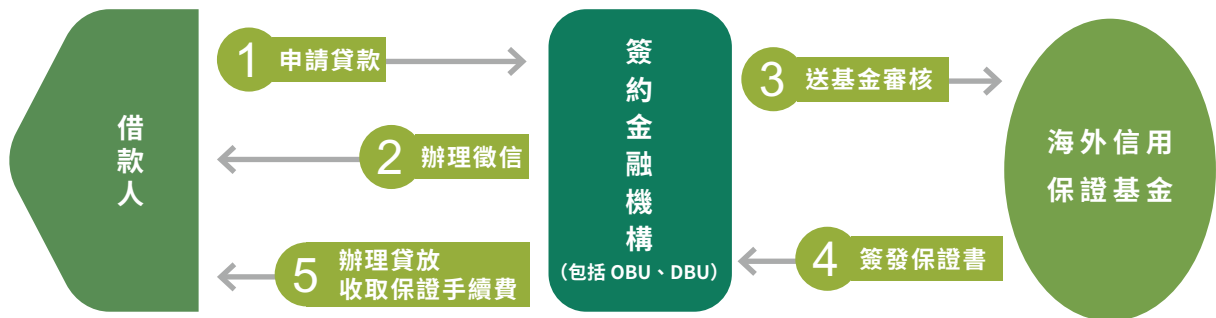 借款人
1 申請貸款
2 辦理徵信
5 辦理貸放
收取保證手續費
簽約金融機構
(包括 OBU、DBU)
3 送基金審核
4 簽發保證書
海外信用
保證基金